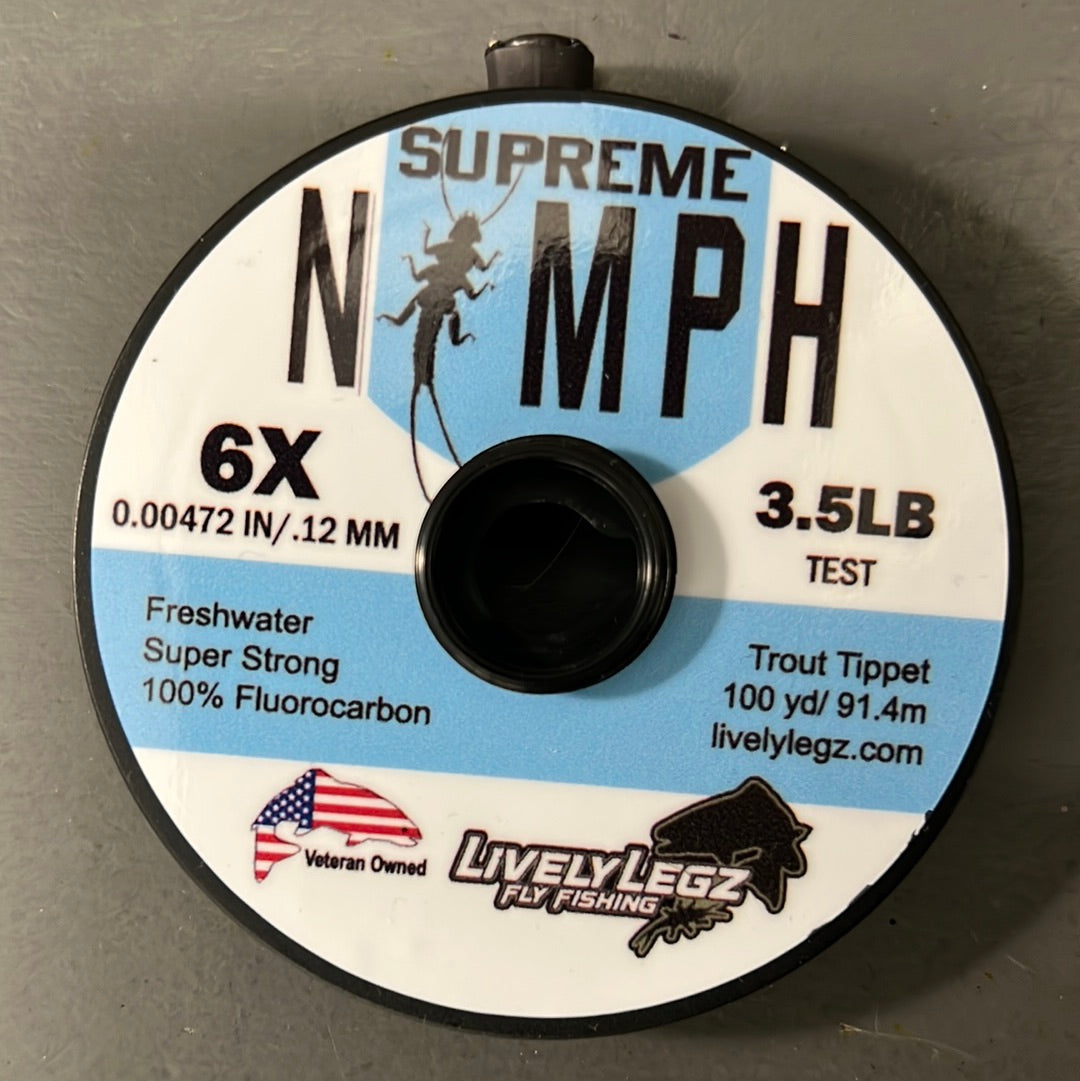 SUPREME
NYMPH
6X
0.00472 IN/.12 MM
3.5LB
TEST
Freshwater
Super Strong
100% Fluorocarbon
Trout Tippet
100 yd/ 91.4m
livelylegz.com
Veteran Owned
LIVELYLEGZ
FLY FISHING